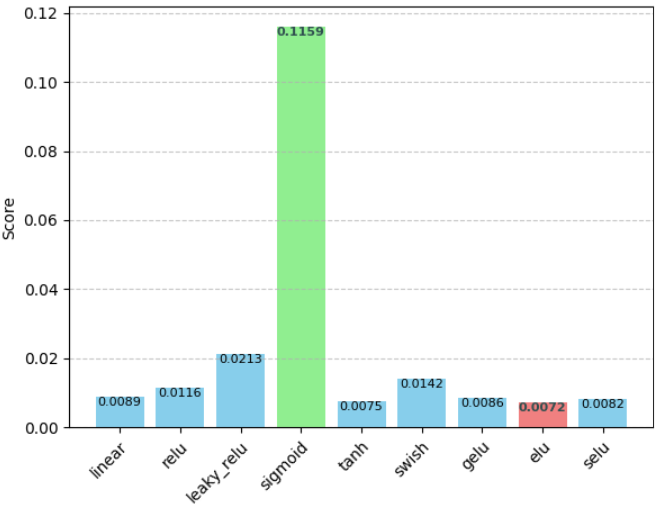 0.12
0.10
0.08
0.06
0.04
0.02
0.00
Score
0.0089
0.0116
0.0213
0.1159
0.0075
0.0142
0.0086
0.0072
0.0082
linear
relu
leaky_relu
sigmoid
tanh
swish
gelu
elu
selu